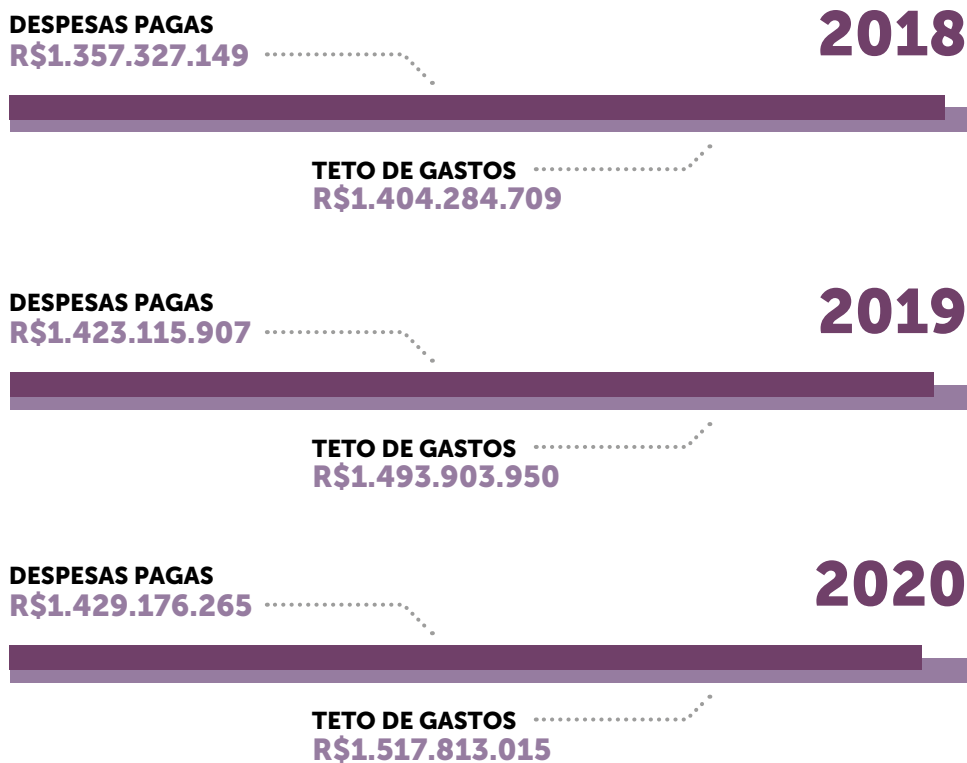 DESPESAS PAGAS
R$1.357.327.149
2018
TETO DE GASTOS
R$1.404.284.709
DESPESAS PAGAS
R$1.423.115.907
2019
TETO DE GASTOS
R$1.493.903.950
DESPESAS PAGAS
R$1.429.176.265
2020
TETO DE GASTOS
R$1.517.813.015